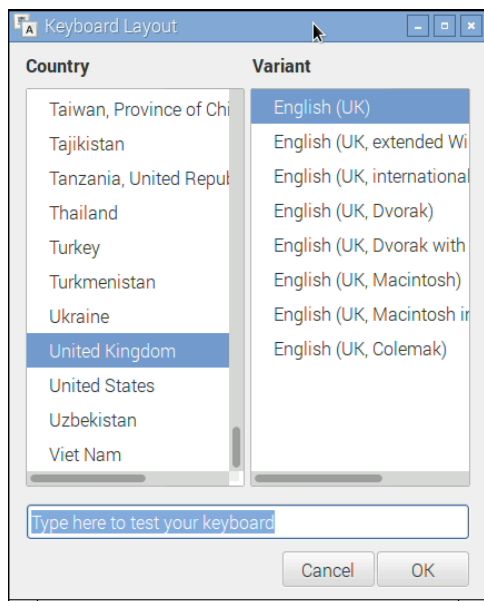 Keyboard Layout
Country
Taiwan, Province of Chi
Tajikistan
Tanzania, United Repub
Thailand
Turkey
Turkmenistan
Ukraine
United Kingdom
United States
Uzbekistan
Viet Nam
Variant
English (UK)
English (UK, extended Wi
English (UK, international
English (UK, Dvorak)
English (UK, Dvorak with
English (UK, Macintosh)
English (UK, Macintosh in
English (UK, Colemak)
Type here to test your keyboard
Cancel OK